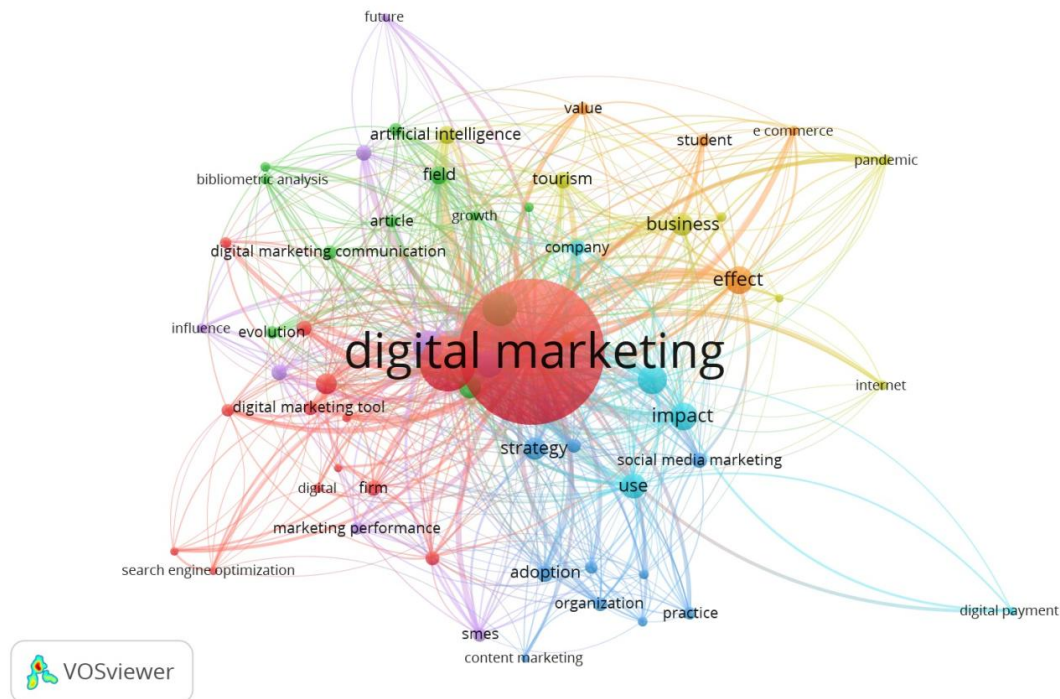 future
value
e commerce
artificial intelligence
student
pandemic
bibliometric analysis
field
tourism
article
growth
business
digital marketing communication
company
effect
influence
evolution
digital marketing
internet
digital marketing tool
impact
strategy
social media marketing
digital
firm
use
marketing performance
search engine optimization
adoption
organization
practice
digital payment
smes
content marketing
VOSviewer